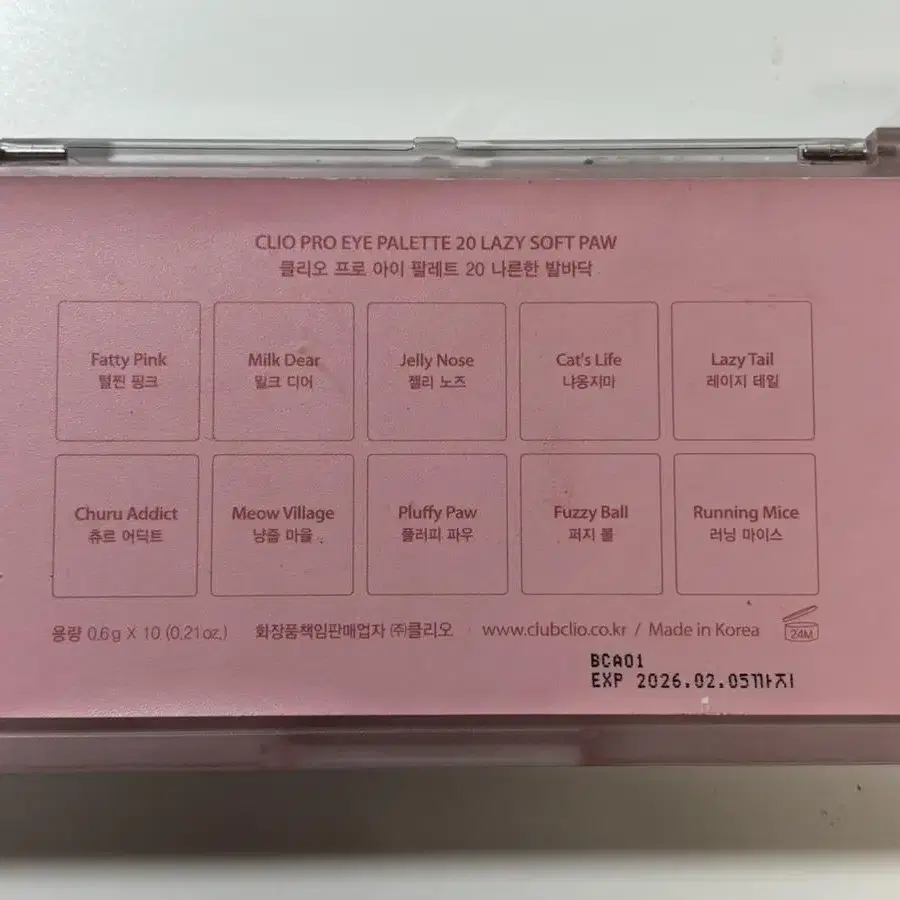 CLIO PRO EYE PALETTE 20 LAZY SOFT PAW
클리오 프로 아이 팔레트 20 나른한 발바닥
Fatty Pink
털찐 핑크
Milk Dear
밀크 디어
Jelly Nose
젤리 노즈
Cat's Life
냐옹지마
Lazy Tail
레이지 테일
Churu Addict
츄르 어딕트
Meow Village
냥줍 마을
Pluffy Paw
플러피 파우
Fuzzy Ball
퍼지 볼
Running Mice
러닝 마이스
용량 0.6g X 10 (0.21oz.) 화장품책임판매업자 ㈜클리오 · www.clubclio.co.kr / Made in Korea 24M
BCA01
EXP 2026.02.05까지